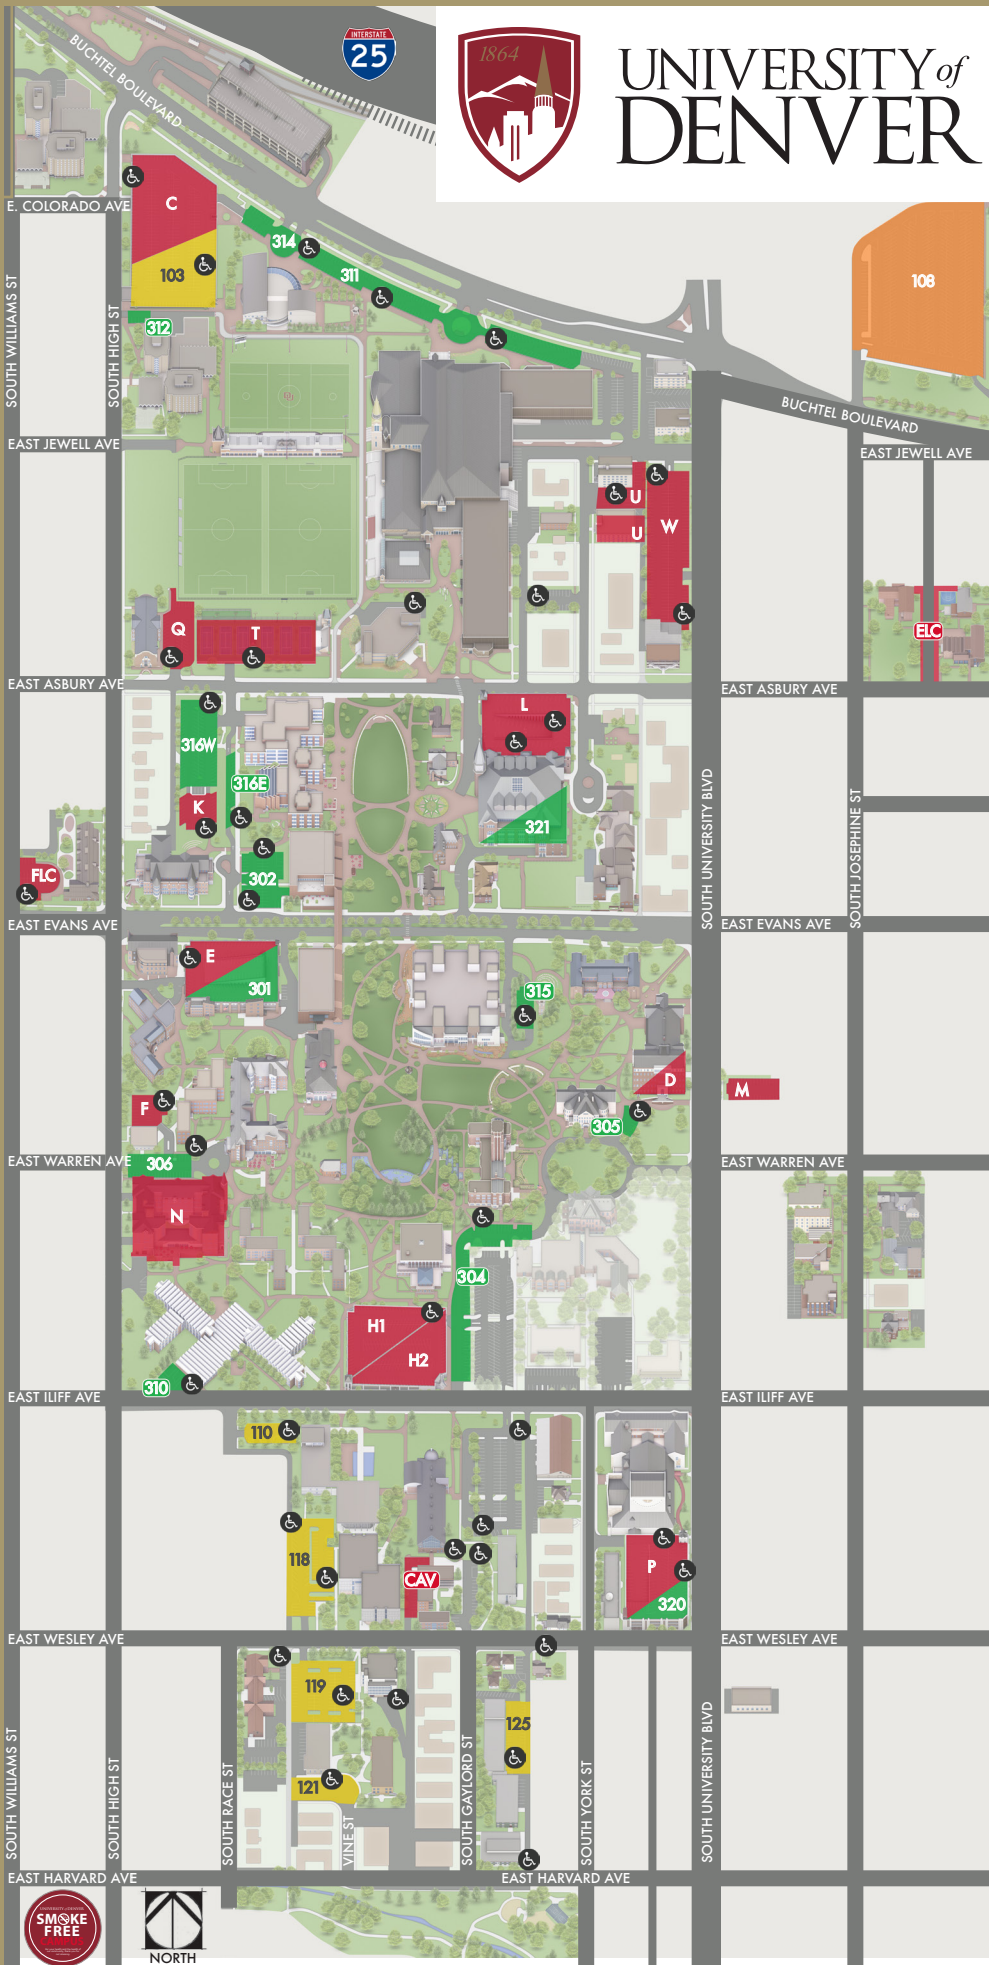 INTERSTATE
25
1864
UNIVERSITY of
DENVER
BUCHTEL BOULEVARD
E. COLORADO AVE
C
103
314
311
108
312
SOUTH WILLIAMS ST
SOUTH HIGH ST
BUCHTEL BOULEVARD
EAST JEWELL AVE
EAST JEWELL AVE
U
U
W
Q
T
ELC
EAST ASBURY AVE
EAST ASBURY AVE
L
316W
316E
K
321
302
FLC
SOUTH UNIVERSITY BLVD
SOUTH JOSEPHINE ST
EAST EVANS AVE
EAST EVANS AVE
E
301
315
D
M
F
305
EAST WARREN AVE
306
EAST WARREN AVE
N
304
H1
H2
310
EAST ILIFF AVE
EAST ILIFF AVE
110
118
CAV
P
320
EAST WESLEY AVE
EAST WESLEY AVE
119
125
121
SOUTH WILLIAMS ST
SOUTH HIGH ST
SOUTH RACE ST
VINE ST
SOUTH GAYLORD ST
SOUTH YORK ST
SOUTH UNIVERSITY BLVD
EAST HARVARD AVE
EAST HARVARD AVE
SMOKE
FREE
NORTH